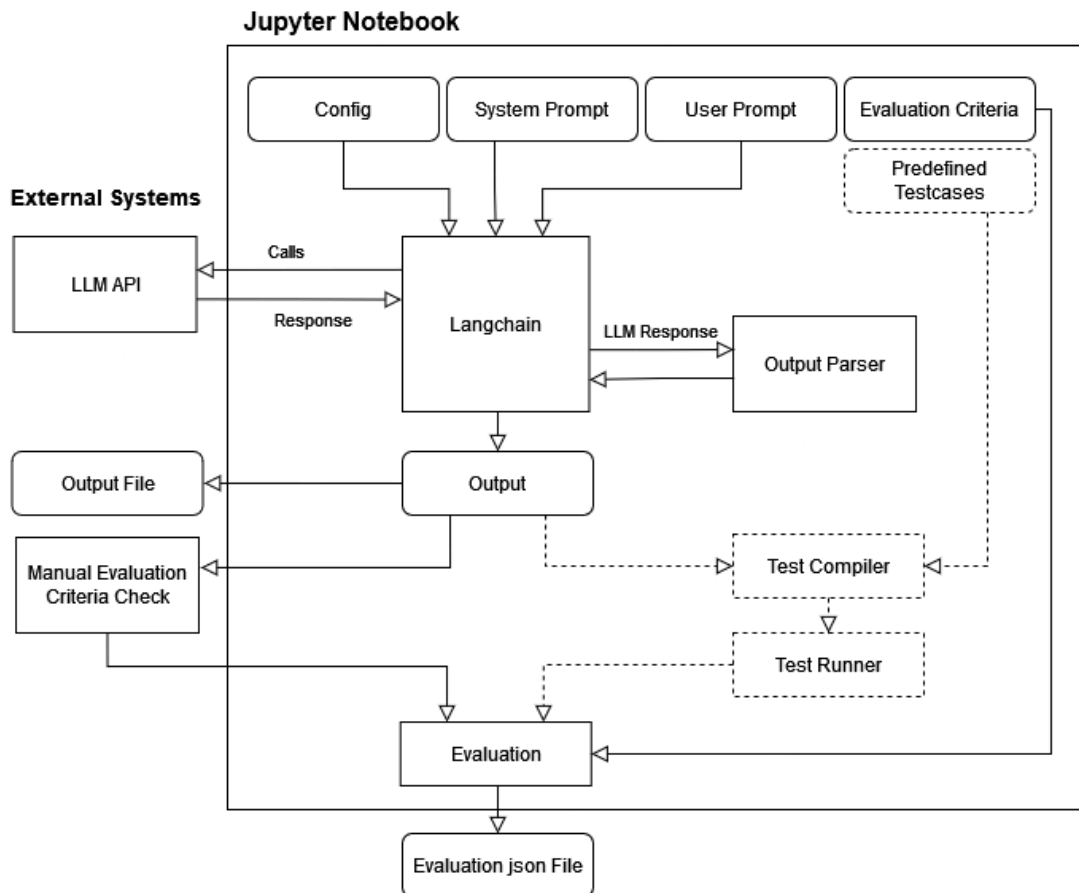 Jupyter Notebook
Config
System Prompt
User Prompt
Evaluation Criteria
Predefined
Testcases
External Systems
LLM API
Calls
Response
Langchain
LLM Response
Output Parser
Output File
Output
Manual Evaluation
Criteria Check
Test Compiler
Test Runner
Evaluation
Evaluation json File